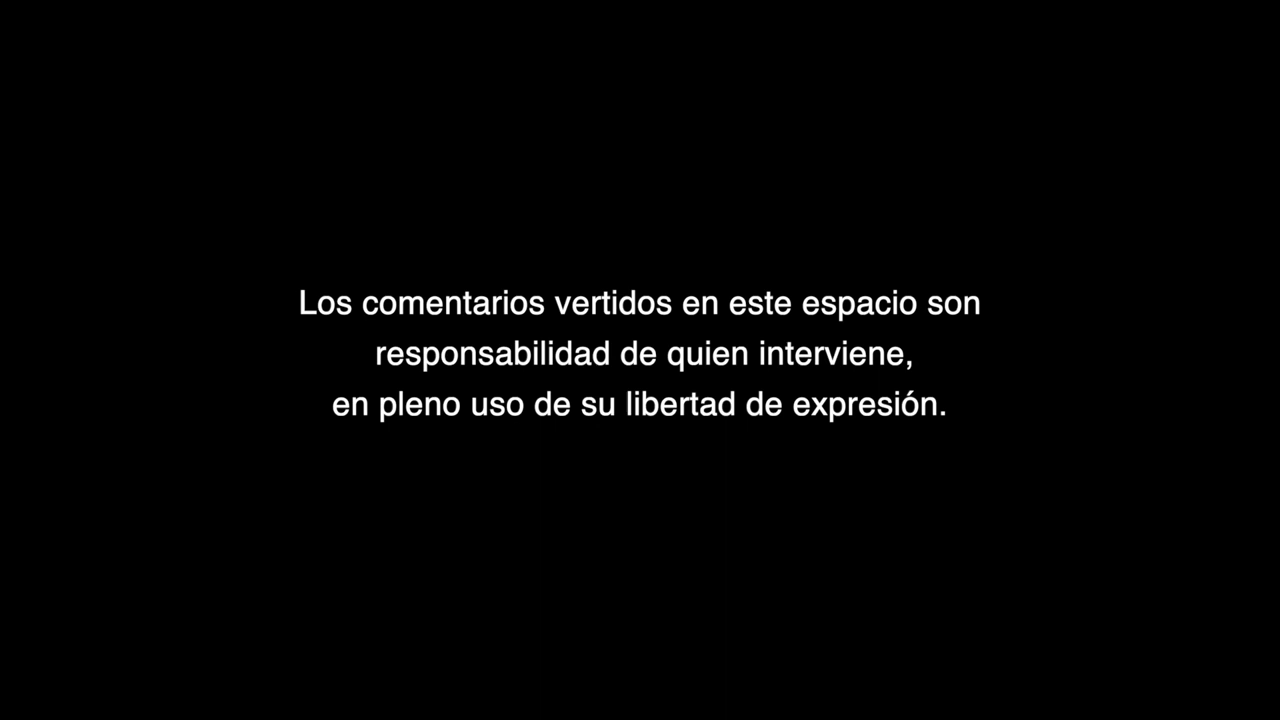 Los comentarios vertidos en este espacio son
responsabilidad de quien interviene,
en pleno uso de su libertad de expresión.